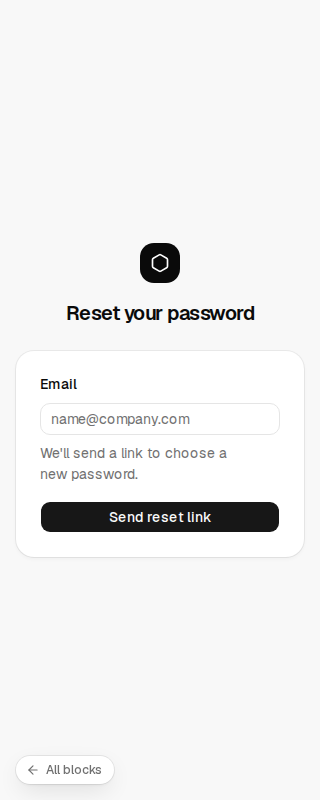 Reset your password
Email
name@company.com
We'll send a link to choose a
new password.
Send reset link
All blocks